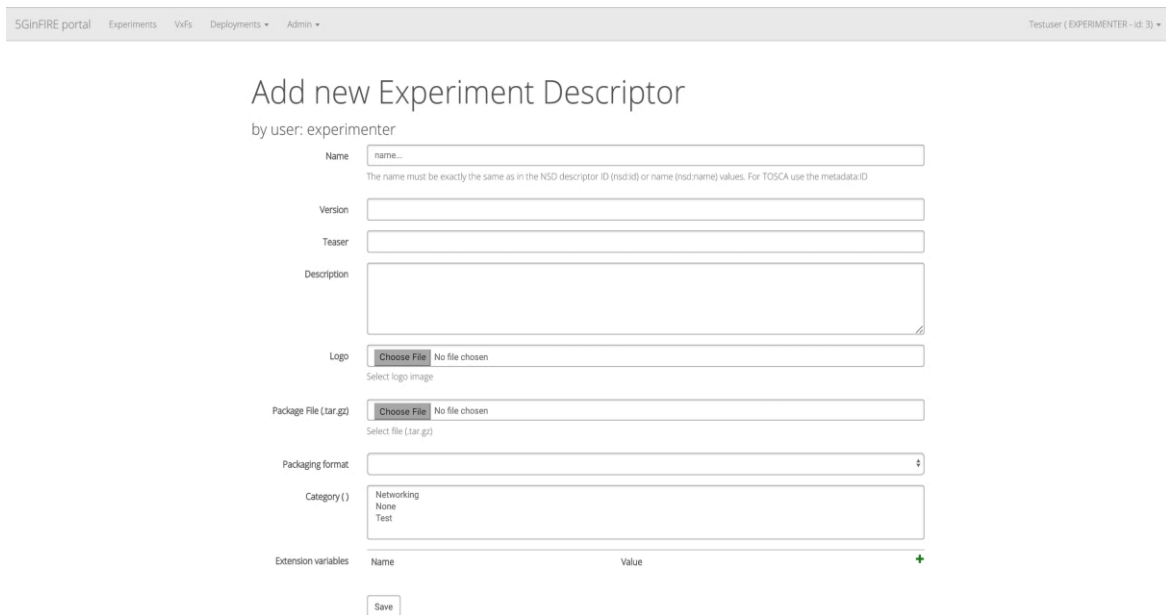 5GinFIRE portal Experiments VxFs Deployments Admin Testuser ( EXPERIMENTER - id: 3)
Add new Experiment Descriptor
by user: experimenter
Name name...
The name must be exactly the same as in the NSD descriptor ID (nsd:id) or name (nsd:name) values. For TOSCA use the metadata:ID
Version
Teaser
Description
Logo Choose File No file chosen
Select logo image
Package File (.tar.gz) Choose File No file chosen
Select file (.tar.gz)
Packaging format
Category ( ) Networking
None
Test
Extension variables Name Value
Save